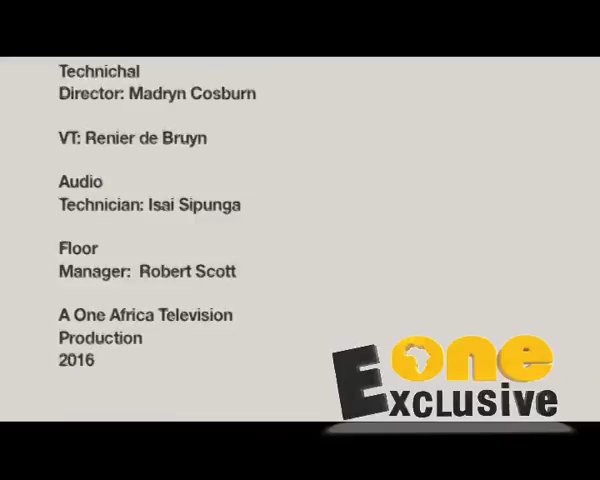 Technichal
Director: Madryn Cosburn
VT: Renier de Bruyn
Audio
Technician: Isai Sipunga
Floor
Manager:  Robert Scott
A One Africa Television
Production
2016
one
Exclusive